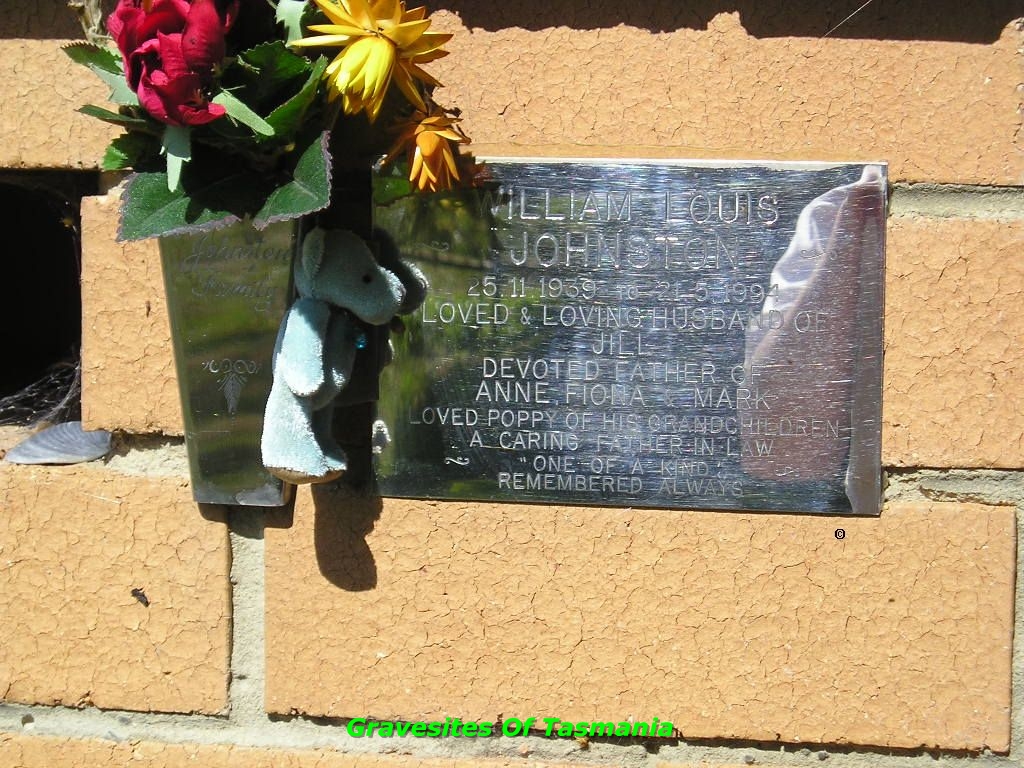 WILLIAM LOUIS
JOHNSTON
25.11.1939 TO 21.5.1994
LOVED & LOVING HUSBAND OF
JILL
DEVOTED FATHER OF
ANNE, FIONA & MARK
LOVED POPPY OF HIS GRANDCHILDREN
A CARING FATHER IN LAW
"ONE OF A KIND"
REMEMBERED ALWAYS
Johnston
Family
©
Gravesites Of Tasmania